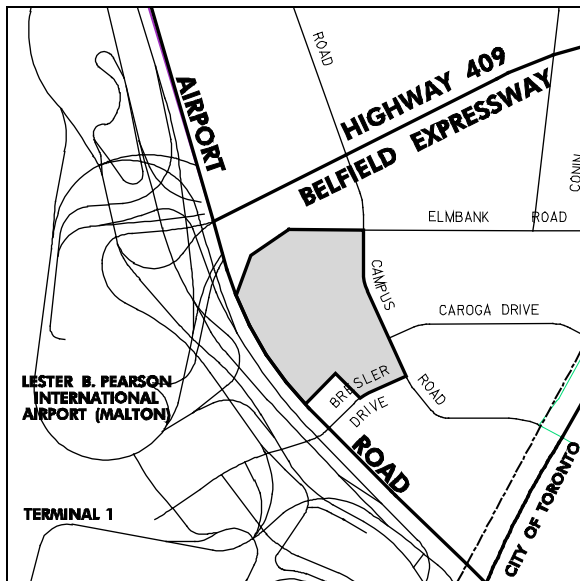 ROAD
AIRPORT
HIGHWAY 409
BELFIELD EXPRESSWAY
CONIN
ELMBANK ROAD
CAMPUS
CAROGA DRIVE
LESTER B. PEARSON
INTERNATIONAL
AIRPORT (MALTON)
BRESLER
DRIVE
ROAD
ROAD
TERMINAL 1
CITY OF TORONTO